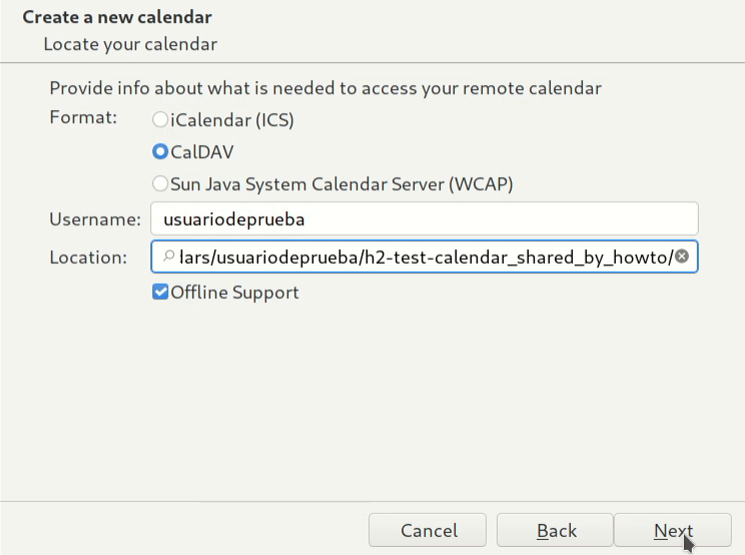 Create a new calendar
Locate your calendar
Provide info about what is needed to access your remote calendar
Format:
iCalendar (ICS)
CalDAV
Sun Java System Calendar Server (WCAP)
Username: usuariodeprueba
Location: lars/usuariodeprueba/h2-test-calendar_shared_by_howto/
Offline Support
Cancel Back Next